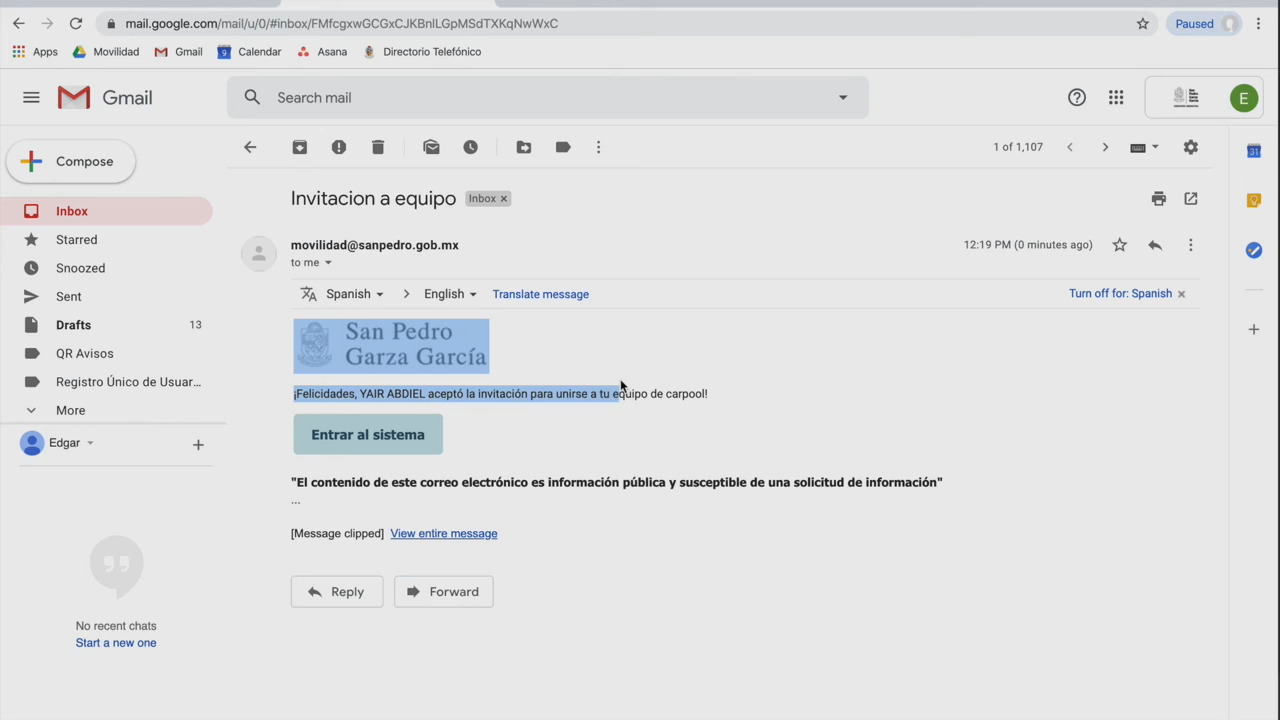 mail.google.com/mail/u/0/#inbox/FMfcgxwGCGxCJKBnlLGpMSdTXKqNwWxC
Paused
Apps Movilidad Gmail Calendar Asana Directorio Telefónico
Gmail
Search mail
E
Compose
1 of 1,107
Inbox
Starred
Snoozed
Sent
Drafts 13
QR Avisos
Registro Único de Usuar...
More
Edgar
No recent chats
Start a new one
Invitacion a equipo Inbox x
movilidad@sanpedro.gob.mx 12:19 PM (0 minutes ago)
to me
Spanish > English Translate message Turn off for: Spanish x
San Pedro
Garza García
¡Felicidades, YAIR ABDIEL aceptó la invitación para unirse a tu equipo de carpool!
Entrar al sistema
"El contenido de este correo electrónico es información pública y susceptible de una solicitud de información"
...
[Message clipped] View entire message
Reply Forward